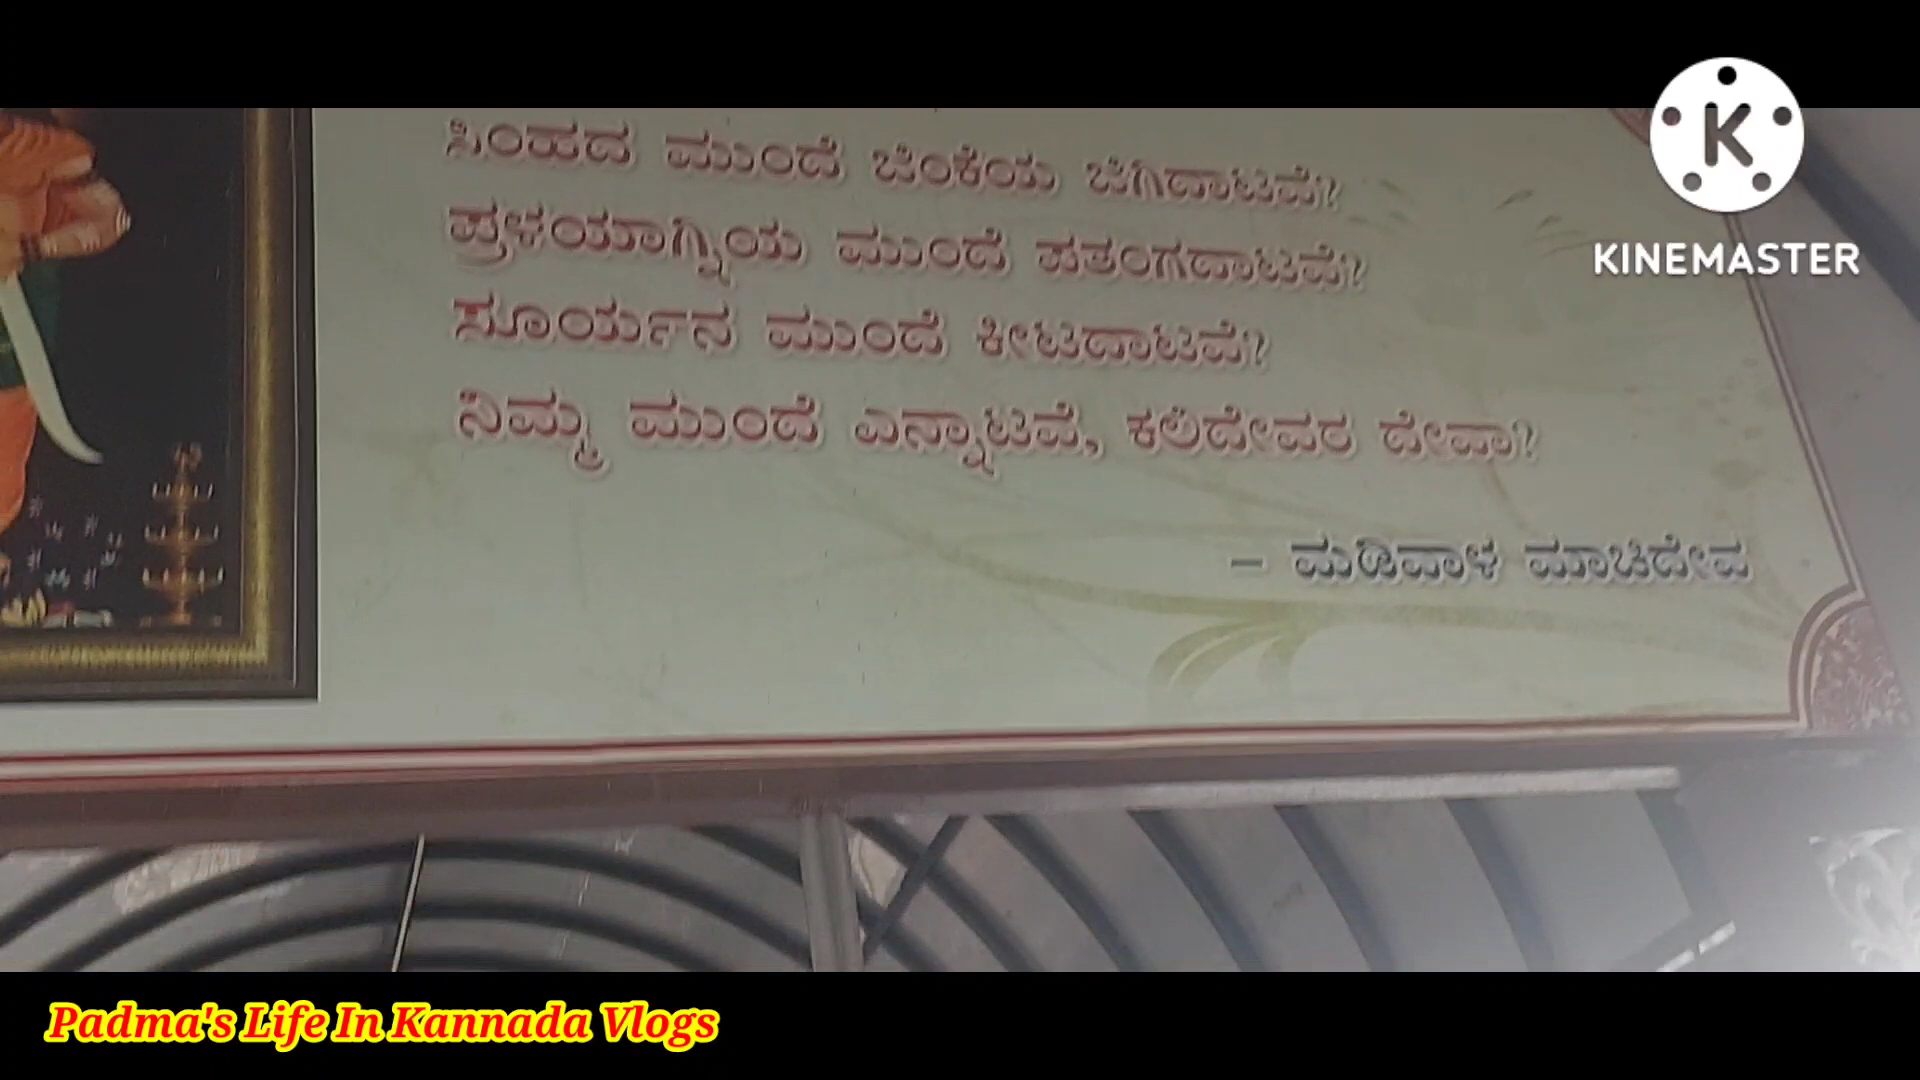 ಸಿಂಹದ ಮುಂದೆ ಜಿಂಕೆಯ ಜಿಗಿದಾಟವೆ?
ಪ್ರಳಯಾಗ್ನಿಯ ಮುಂದೆ ಪತಂಗದಾಟವೆ?
ಸೂರ್ಯನ ಮುಂದೆ ಕೀಟದಾಟವೆ?
ನಿಮ್ಮ ಮುಂದೆ ಎನ್ನಾಟವೆ, ಕಲಿದೇವರ ದೇವಾ?
– ಮಡಿವಾಳ ಮಾಚಿದೇವ
K
KINEMASTER
Padma's Life In Kannada Vlogs